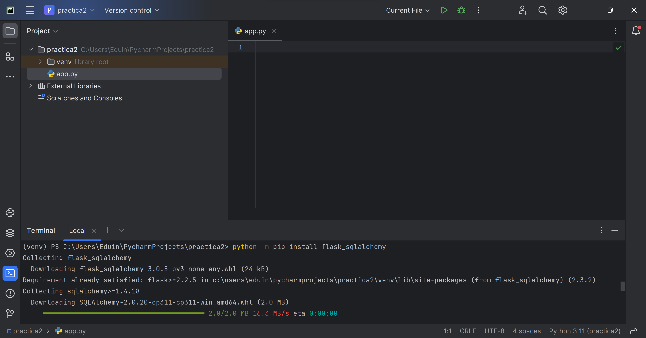 P practica2 Version control Current File
Project
app.py
1
practica2 C:\Users\Eduin\PycharmProjects\practica2
venv library root
app.py
External Libraries
Scratches and Consoles
Terminal Local
(venv) PS C:\Users\Eduin\PycharmProjects\practica2> python -m pip install flask_sqlalchemy
Collecting flask_sqlalchemy
Downloading flask_sqlalchemy-3.0.5-py3-none-any.whl (24 kB)
Requirement already satisfied: flask>=2.2.5 in c:\users\eduin\pycharmprojects\practica2\venv\lib\site-packages (from flask_sqlalchemy) (2.3.2)
Collecting sqlalchemy>=1.4.18
Downloading SQLAlchemy-2.0.20-cp311-cp311-win_amd64.whl (2.0 MB)
2.0/2.0 MB MB/s eta 0:00:00
practica2 > app.py 1:1 CRLF UTF-8 4 spaces Python 3.11 (practica2)